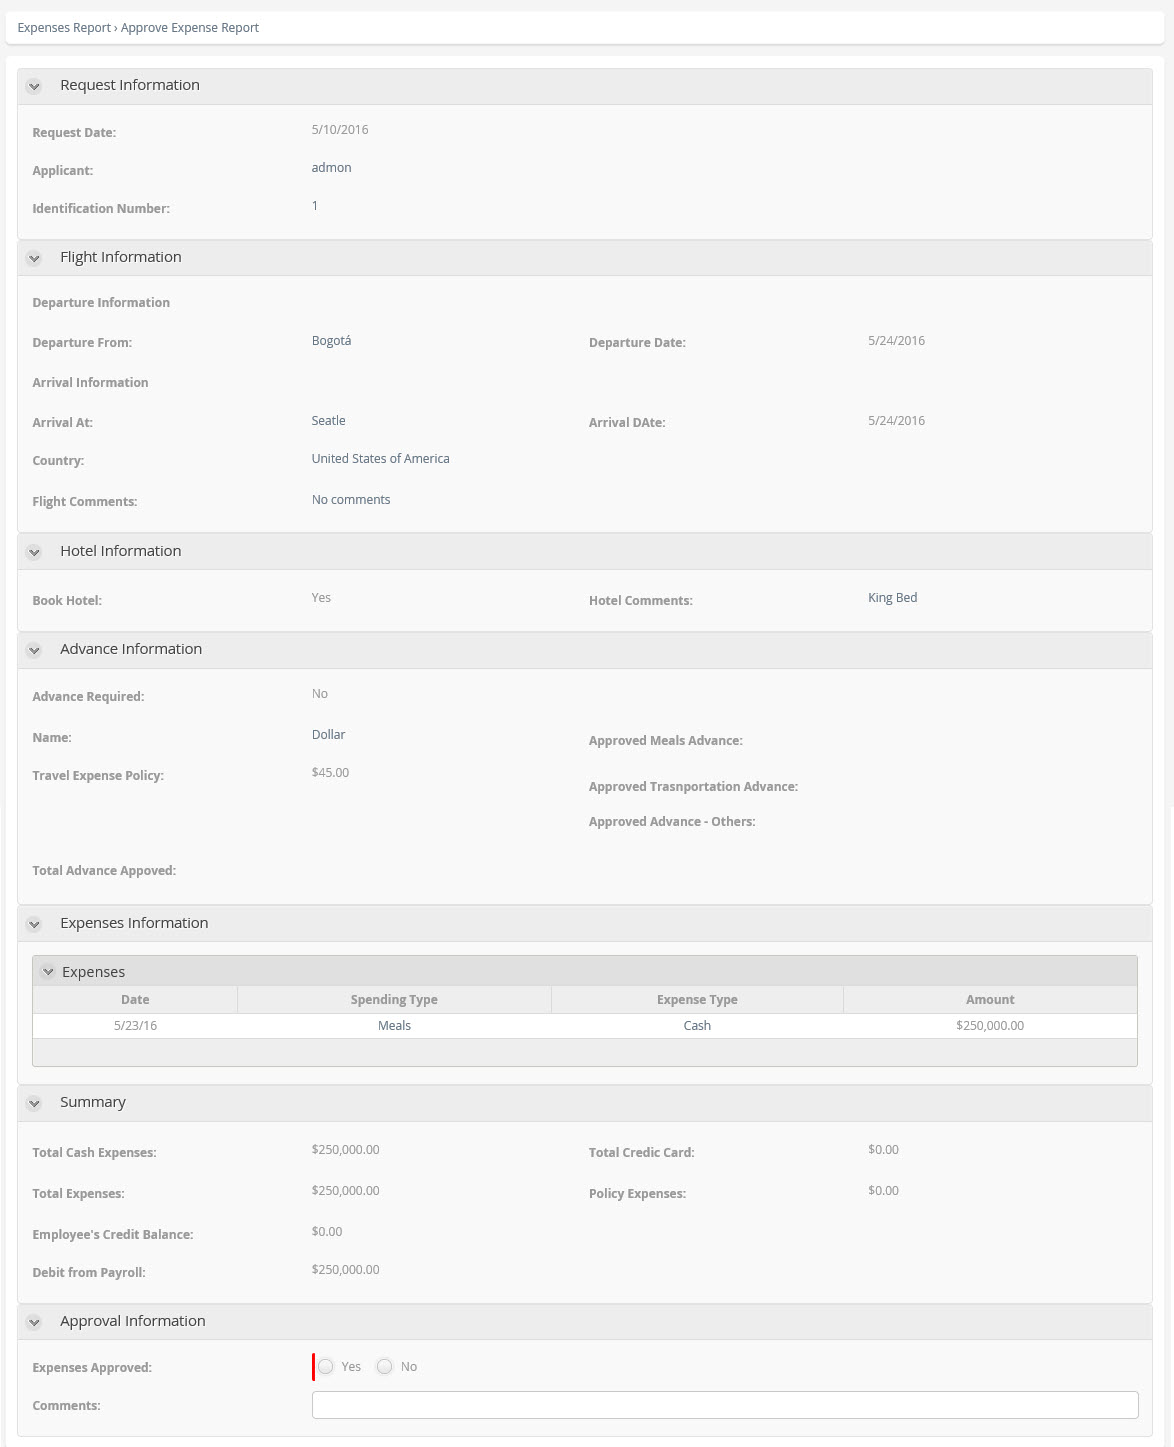 Expenses Report › Approve Expense Report
Request Information
Request Date: 5/10/2016
Applicant: admon
Identification Number: 1
Flight Information
Departure Information
Departure From: Bogotá Departure Date: 5/24/2016
Arrival Information
Arrival At: Seatle Arrival DAte: 5/24/2016
Country: United States of America
Flight Comments: No comments
Hotel Information
Book Hotel: Yes Hotel Comments: King Bed
Advance Information
Advance Required: No
Name: Dollar Approved Meals Advance:
Travel Expense Policy: $45.00
Approved Trasnportation Advance:
Approved Advance - Others:
Total Advance Appoved:
Expenses Information
Expenses
Date Spending Type Expense Type Amount
5/23/16 Meals Cash $250,000.00
Summary
Total Cash Expenses: $250,000.00 Total Credic Card: $0.00
Total Expenses: $250,000.00 Policy Expenses: $0.00
Employee's Credit Balance: $0.00
Debit from Payroll: $250,000.00
Approval Information
Expenses Approved: Yes No
Comments: